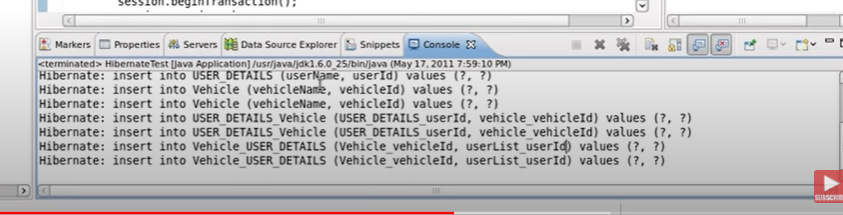 session.beginTransaction();
Markers Properties Servers Data Source Explorer Snippets Console
<terminated> HibernateTest [Java Application] /usr/java/jdk1.6.0_25/bin/java (May 17, 2011 7:59:10 PM)
Hibernate: insert into USER_DETAILS (userName, userId) values (?, ?)
Hibernate: insert into Vehicle (vehicleName, vehicleId) values (?, ?)
Hibernate: insert into Vehicle (vehicleName, vehicleId) values (?, ?)
Hibernate: insert into USER_DETAILS_Vehicle (USER_DETAILS_userId, vehicle_vehicleId) values (?, ?)
Hibernate: insert into USER_DETAILS_Vehicle (USER_DETAILS_userId, vehicle_vehicleId) values (?, ?)
Hibernate: insert into Vehicle_USER_DETAILS (Vehicle_vehicleId, userList_userId) values (?, ?)
Hibernate: insert into Vehicle_USER_DETAILS (Vehicle_vehicleId, userList_userId) values (?, ?)
SUBSCRIBE